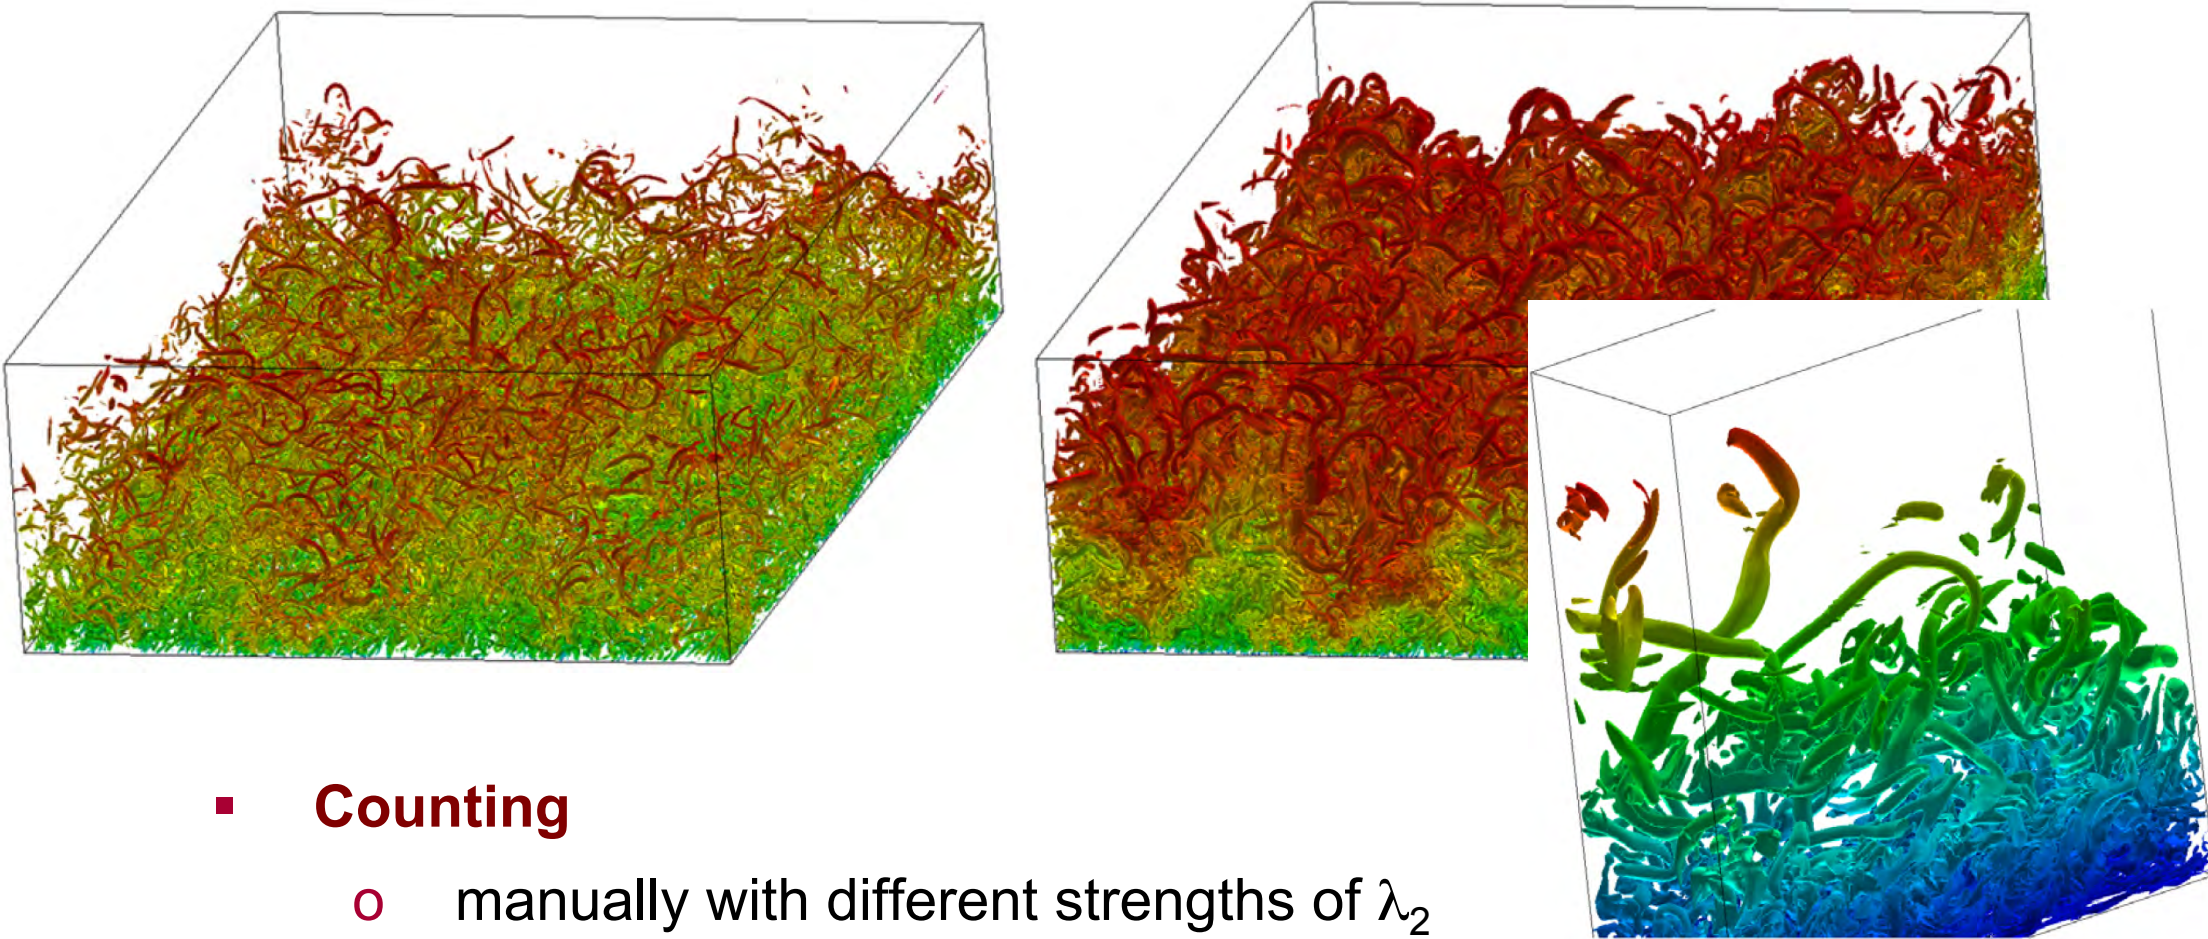 ▪ Counting
o manually with different strengths of λ₂